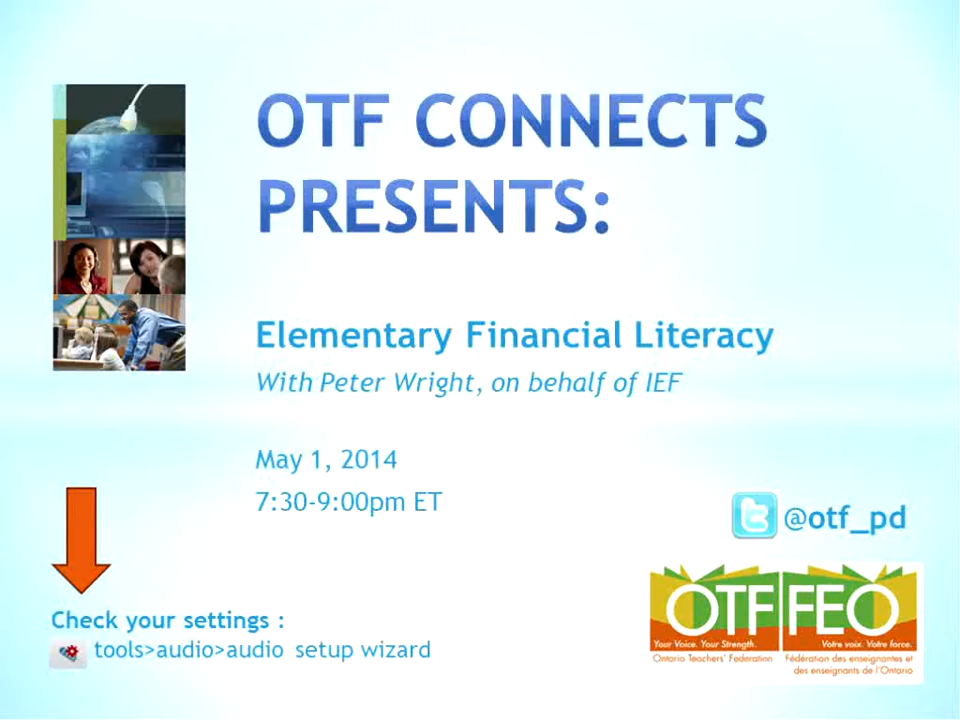 OTF CONNECTS
PRESENTS:
Elementary Financial Literacy
With Peter Wright, on behalf of IEF
May 1, 2014
7:30-9:00pm ET
@otf_pd
OTF FEO
Your Voice. Your Strength.
Votre voix. Votre force.
Ontario Teachers' Federation
Fédération des enseignantes et
des enseignants de l'Ontario
Check your settings :
tools>audio>audio setup wizard